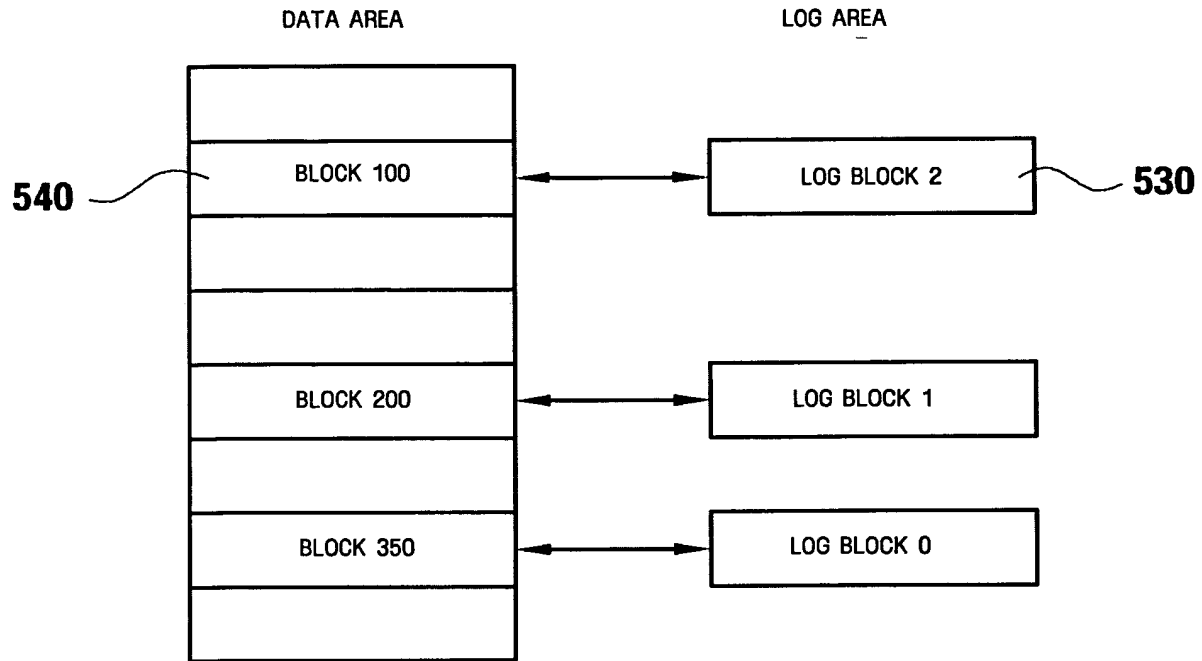 DATA AREA
LOG AREA
540
BLOCK 100
LOG BLOCK 2
530
BLOCK 200
LOG BLOCK 1
BLOCK 350
LOG BLOCK 0